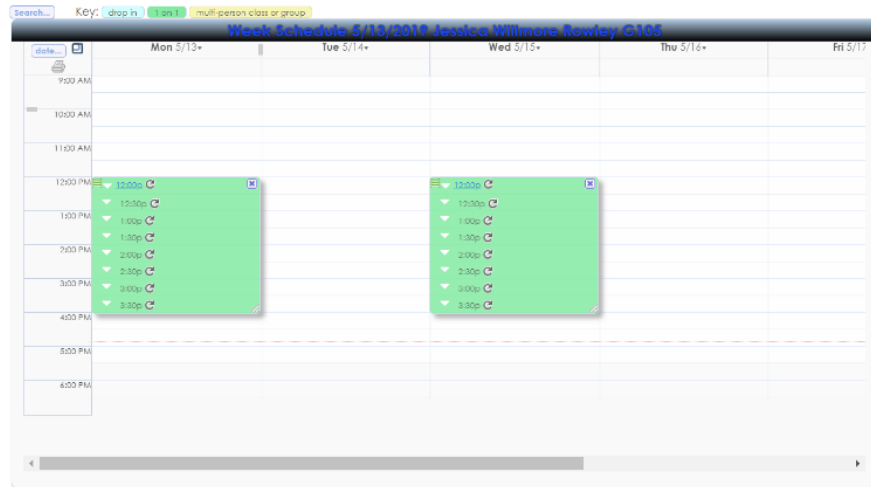 Search... Key: drop in 1 on 1 multi-person class or group
Week Schedule 5/13/2019 Jessica Willmore Rowley G105
date... Mon 5/13 Tue 5/14 Wed 5/15 Thu 5/16 Fri 5/17
9:00 AM
10:00 AM
11:00 AM
12:00 PM 12:00p 12:00p
12:30p 12:30p
1:00 PM 1:00p 1:00p
1:30p 1:30p
2:00 PM 2:00p 2:00p
2:30p 2:30p
3:00 PM 3:00p 3:00p
3:30p 3:30p
4:00 PM
5:00 PM
6:00 PM